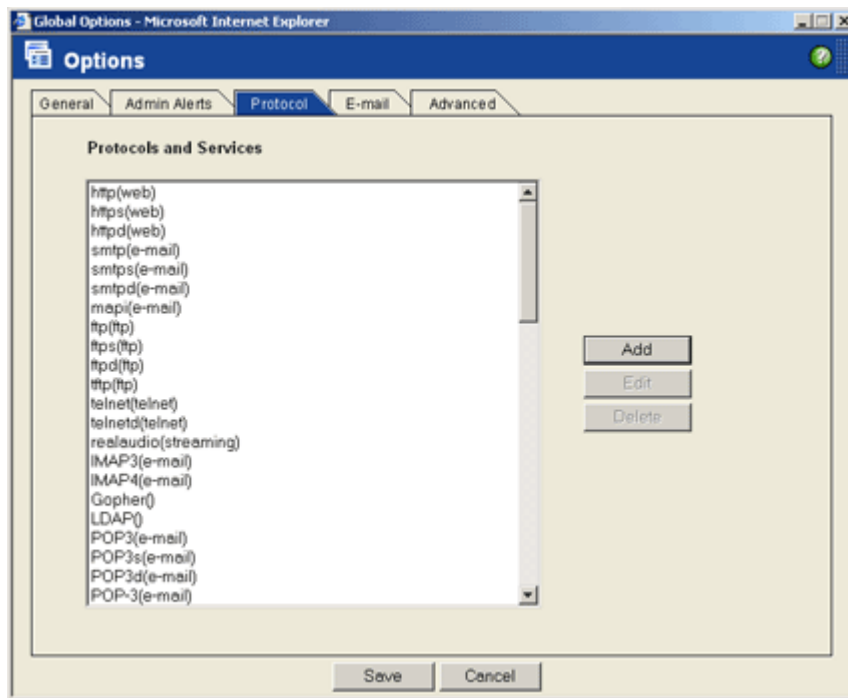 Global Options - Microsoft Internet Explorer
Options
General Admin Alerts Protocol E-mail Advanced
Protocols and Services
http(web)
https(web)
httpd(web)
smtp(e-mail)
smtps(e-mail)
smtpd(e-mail)
mapi(e-mail)
ftp(ftp)
ftps(ftp)
ftpd(ftp)
tftp(ftp)
telnet(telnet)
telnetd(telnet)
realaudio(streaming)
IMAP3(e-mail)
IMAP4(e-mail)
Gopher()
LDAP()
POP3(e-mail)
POP3s(e-mail)
POP3d(e-mail)
POP-3(e-mail)
Add
Edit
Delete
Save Cancel